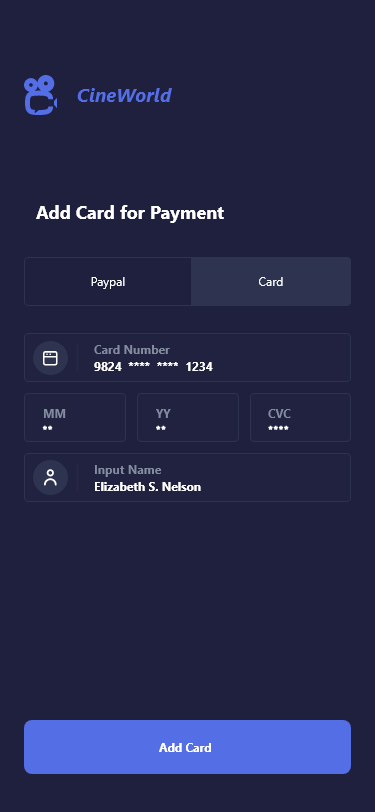 CineWorld
Add Card for Payment
Paypal Card
Card Number
9824 **** **** 1234
MM YY CVC
** ** ****
Input Name
Elizabeth S. Nelson
Add Card